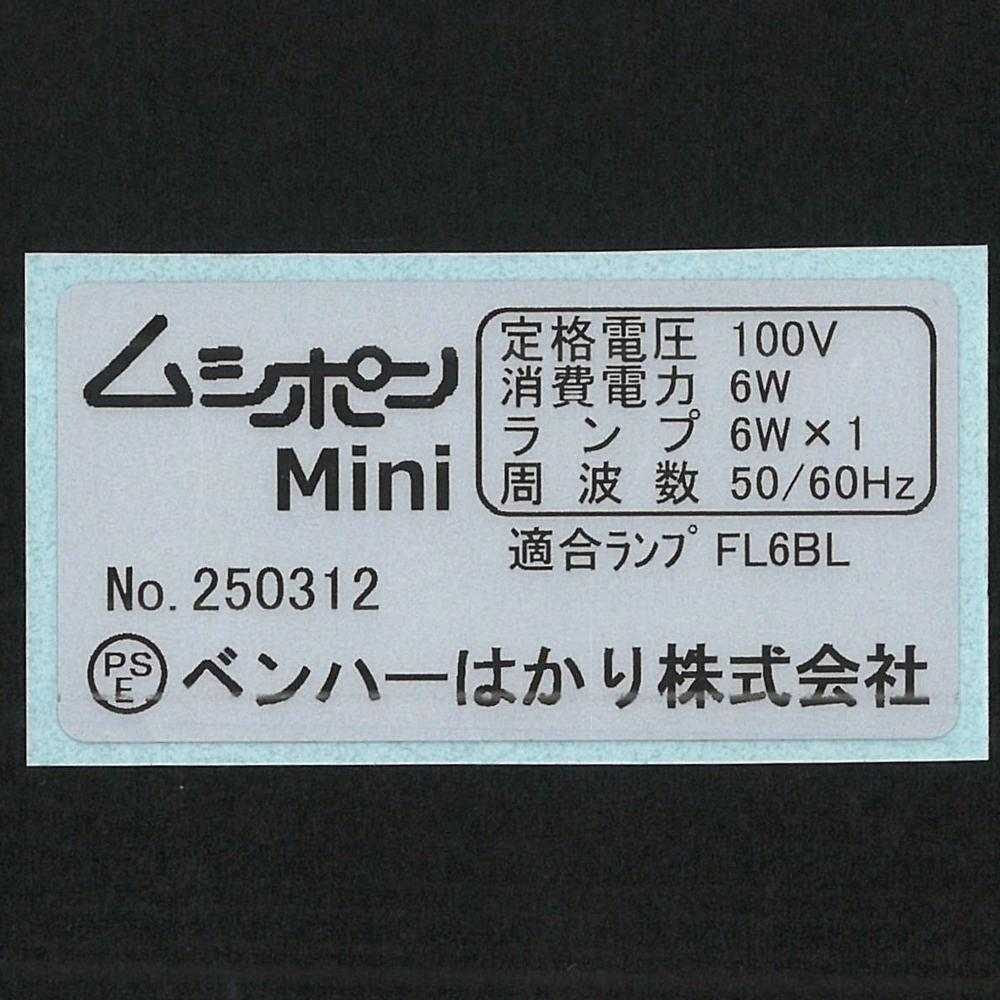 ムシポン
Mini
定格電圧 100V
消費電力 6W
ランプ 6W×1
周波数 50/60Hz
適合ランプ FL6BL
No.250312
PSE ベンハーはかり株式会社